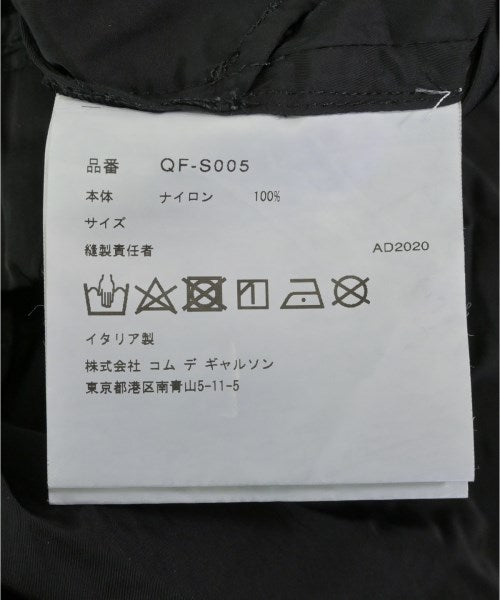 品番 QF-S005
本体 ナイロン 100%
サイズ
縫製責任者 AD2020
イタリア製
株式会社 コム デ ギャルソン
東京都港区南青山5-11-5